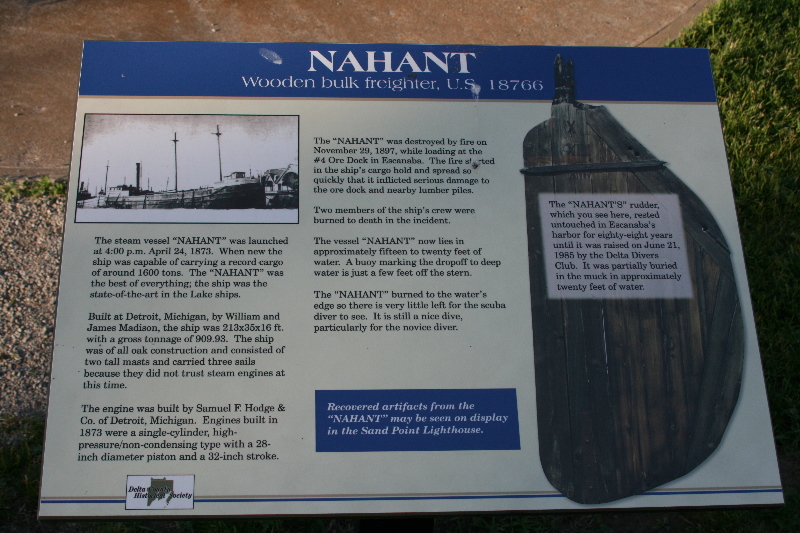 NAHANT
Wooden bulk freighter, U.S. 18766
The steam vessel "NAHANT" was launched
at 4:00 p.m. April 24, 1873. When new the
ship was capable of carrying a record cargo
of around 1600 tons. The "NAHANT" was
the best of everything; the ship was the
state-of-the-art in the Lake ships.
Built at Detroit, Michigan, by William and
James Madison, the ship was 213x35x16 ft.
with a gross tonnage of 909.93. The ship
was of all oak construction and consisted of
two tall masts and carried three sails
because they did not trust steam engines at
this time.
The engine was built by Samuel F. Hodge &
Co. of Detroit, Michigan. Engines built in
1873 were a single-cylinder, high-
pressure/non-condensing type with a 28-
inch diameter piston and a 32-inch stroke.
The "NAHANT" was destroyed by fire on
November 29, 1897, while loading at the
#4 Ore Dock in Escanaba. The fire started
in the ship's cargo hold and spread so
quickly that it inflicted serious damage to
the ore dock and nearby lumber piles.
Two members of the ship's crew were
burned to death in the incident.
The vessel "NAHANT" now lies in
approximately fifteen to twenty feet of
water. A buoy marking the dropoff to deep
water is just a few feet off the stern.
The "NAHANT" burned to the water's
edge so there is very little left for the scuba
diver to see. It is still a nice dive,
particularly for the novice diver.
Recovered artifacts from the
"NAHANT" may be seen on display
in the Sand Point Lighthouse.
The "NAHANT'S" rudder,
which you see here, rested
untouched in Escanaba's
harbor for eighty-eight years
until it was raised on June 21,
1985 by the Delta Divers
Club. It was partially buried
in the muck in approximately
twenty feet of water.
Delta County
Historical Society